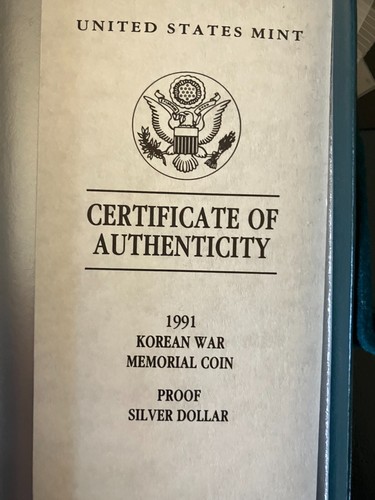 UNITED STATES MINT
CERTIFICATE OF
AUTHENTICITY
1991
KOREAN WAR
MEMORIAL COIN
PROOF
SILVER DOLLAR